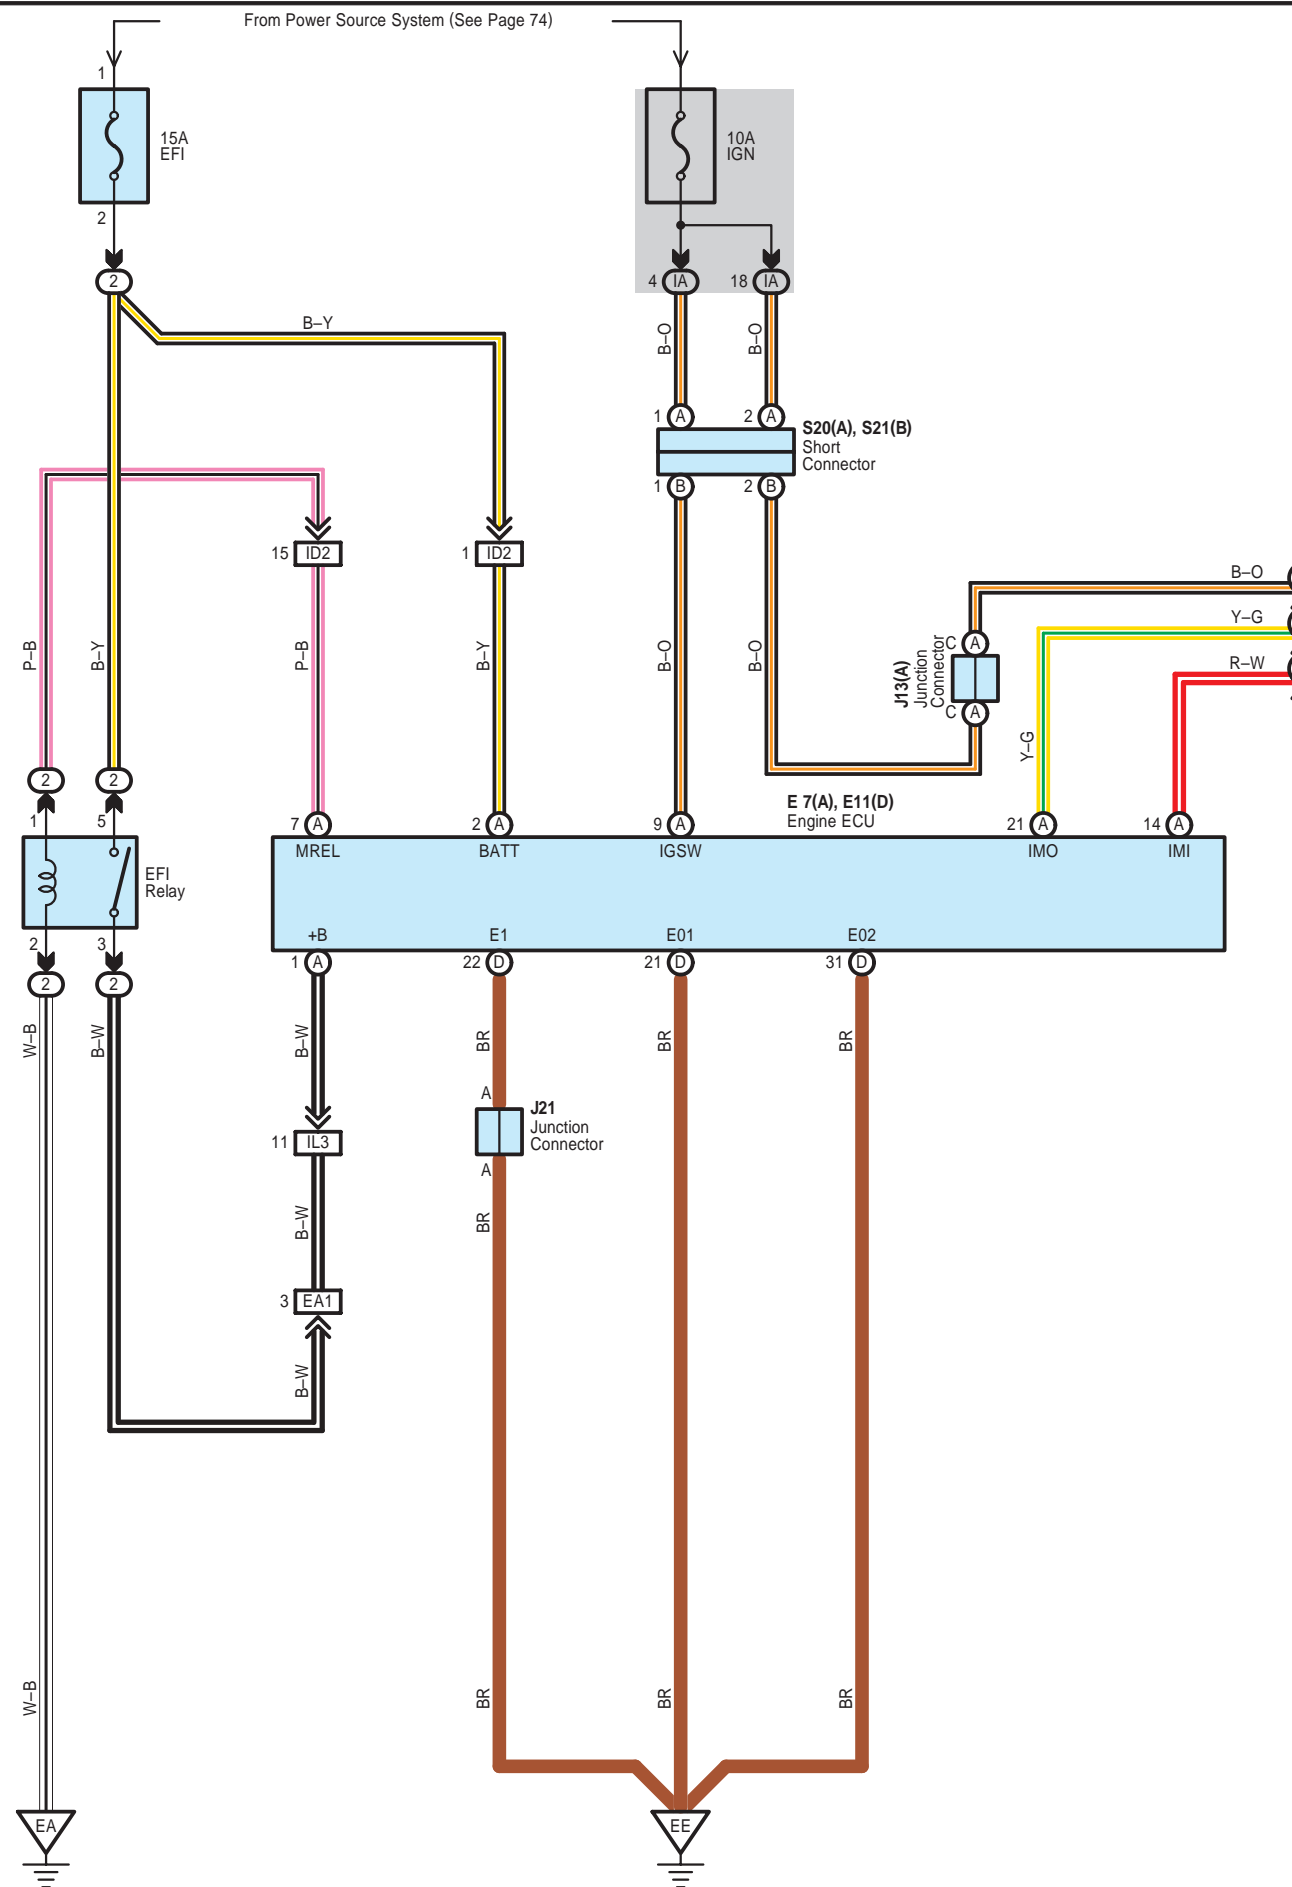 From Power Source System (See Page 74)
1
15A
EFI
10A
IGN
2
2
4 IA
18 IA
B–Y
B–O
B–O
1 A
2 A
S20(A), S21(B)
Short
Connector
1 B
2 B
15 ID2
1 ID2
B–O
Y–G
R–W
P–B
B–Y
P–B
B–Y
B–O
B–O
C A
J13(A)
Junction
Connector
C A
Y–G
2
2
1
5
E 7(A), E11(D)
Engine ECU
7 A
2 A
9 A
21 A
14 A
MREL
BATT
IGSW
IMO
IMI
EFI
Relay
+B
E1
E01
E02
2
3
1 A
22 D
21 D
31 D
2
2
W–B
B–W
B–W
BR
BR
BR
A
J21
Junction
Connector
A
11 IL3
B–W
BR
3 EA1
B–W
W–B
BR
BR
BR
EA
EE